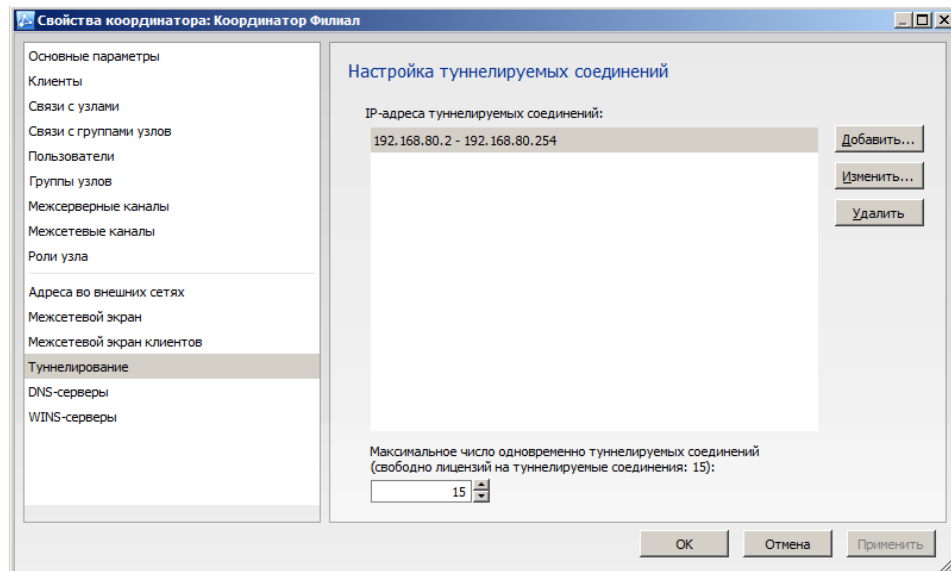 Свойства координатора: Координатор Филиал
Основные параметры
Клиенты
Связи с узлами
Связи с группами узлов
Пользователи
Группы узлов
Межсерверные каналы
Межсетевые каналы
Роли узла
Адреса во внешних сетях
Межсетевой экран
Межсетевой экран клиентов
Туннелирование
DNS-серверы
WINS-серверы
Настройка туннелируемых соединений
IP-адреса туннелируемых соединений:
192.168.80.2 - 192.168.80.254
Добавить...
Изменить...
Удалить
Максимальное число одновременно туннелируемых соединений
(свободно лицензий на туннелируемые соединения: 15):
15
OK
Отмена
Применить